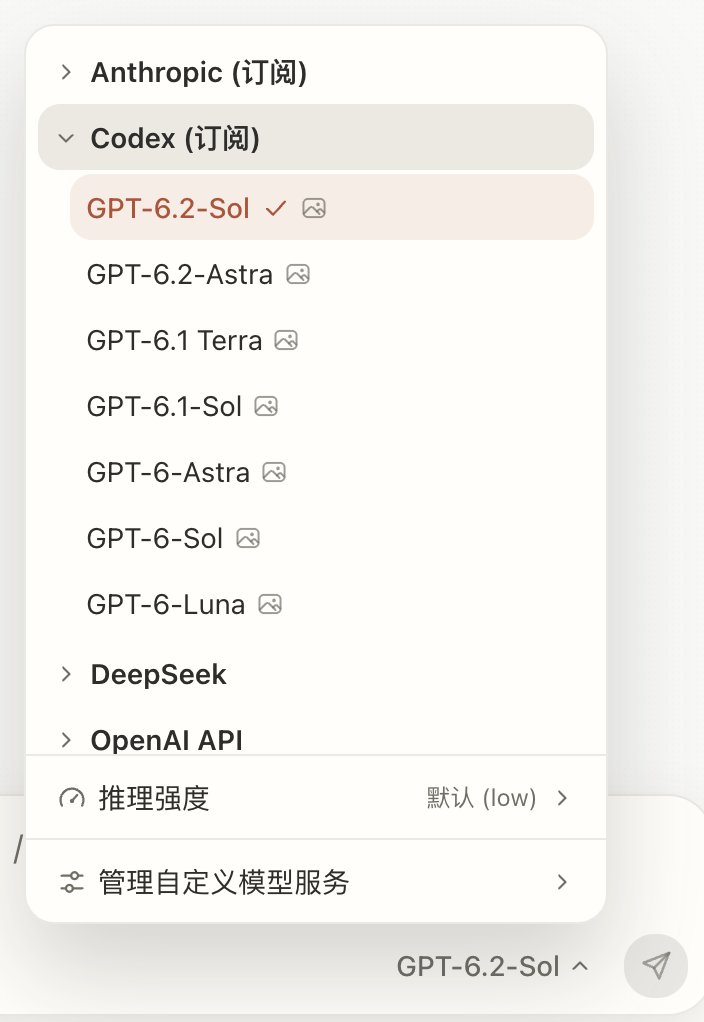 Anthropic (订阅)
Codex (订阅)
GPT-6.2-Sol
GPT-6.2-Astra
GPT-6.1 Terra
GPT-6.1-Sol
GPT-6-Astra
GPT-6-Sol
GPT-6-Luna
DeepSeek
OpenAI API
推理强度 默认 (low)
/
管理自定义模型服务
GPT-6.2-Sol